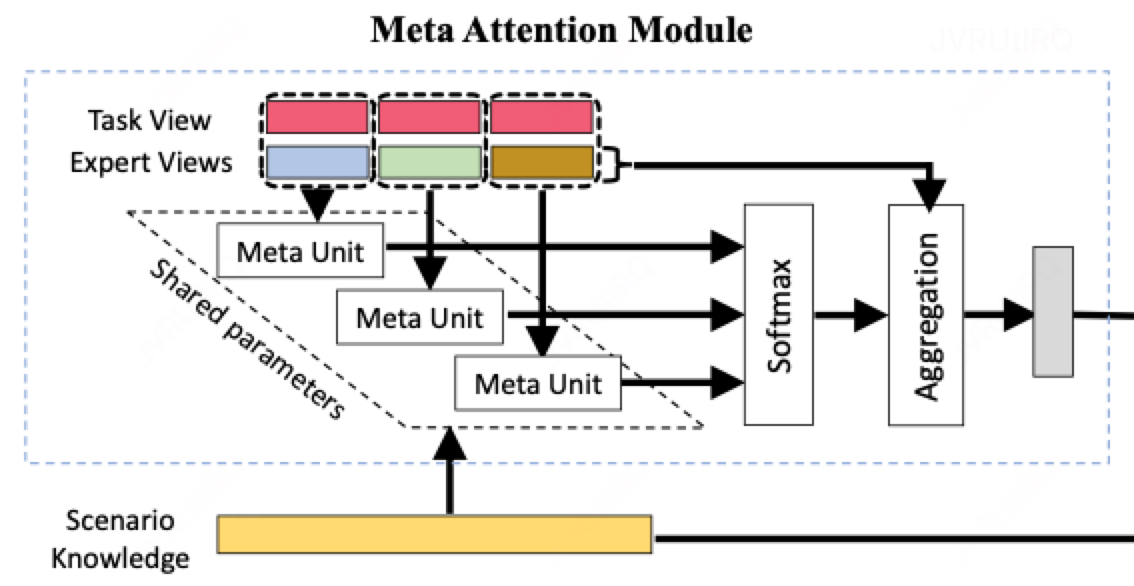 Meta Attention Module
Task View
Expert Views
Meta Unit
Meta Unit
Meta Unit
Shared parameters
Softmax
Aggregation
Scenario
Knowledge